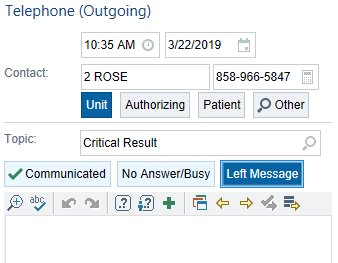 Telephone (Outgoing)
10:35 AM 3/22/2019
Contact: 2 ROSE 858-966-5847
Unit Authorizing Patient Other
Topic: Critical Result
Communicated No Answer/Busy Left Message
abc ? ?